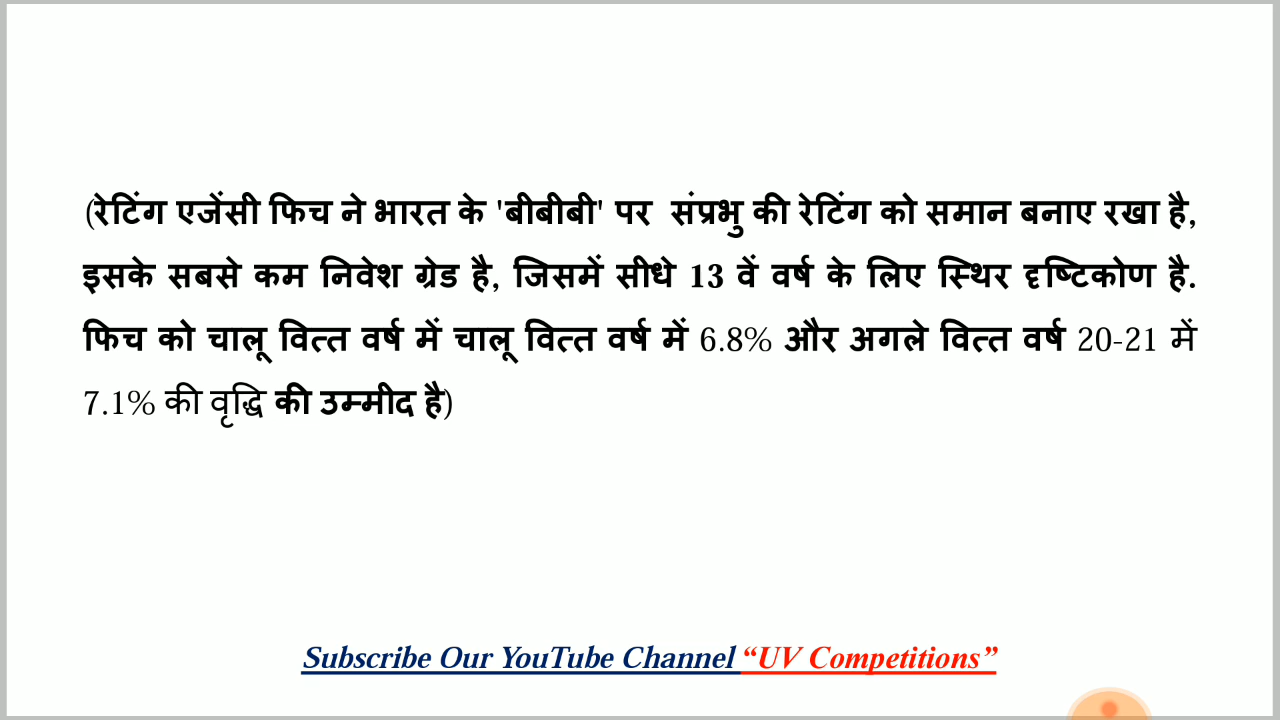 (रेटिंग एजेंसी फिच ने भारत के 'बीबीबी' पर संप्रभु की रेटिंग को समान बनाए रखा है,
इसके सबसे कम निवेश ग्रेड है, जिसमें सीधे 13 वें वर्ष के लिए स्थिर दृष्टिकोण है.
फिच को चालू वित्त वर्ष में चालू वित्त वर्ष में 6.8% और अगले वित्त वर्ष 20-21 में
7.1% की वृद्धि की उम्मीद है)
Subscribe Our YouTube Channel “UV Competitions”